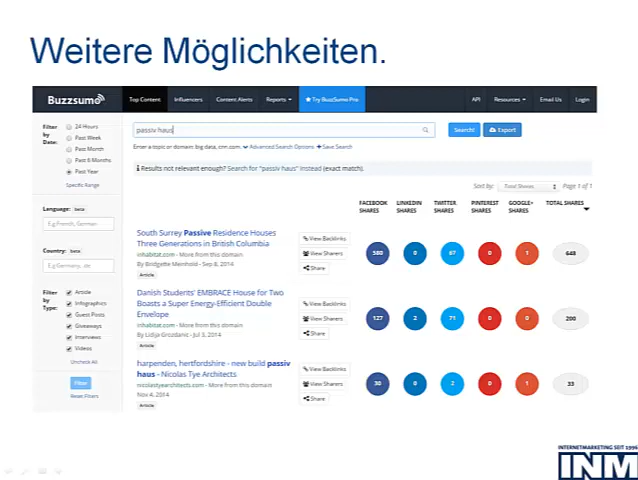 Weitere Möglichkeiten.
Buzzsumo
Top Content
Influencers
Content Alerts
Reports
Try BuzzSumo Pro
API
Resources
Email Us
Login
Filter by Date:
24 Hours
Past Week
Past Month
Past 6 Months
Past Year
Specific Range
passiv haus
Search!
Export
Enter a topic or domain: big data, cnn.com.
Advanced Search Options
Save Search
Results not relevant enough? Search for "passiv haus" instead (exact match).
Sort by:
Total Shares
Page 1 of 1
Language: beta
E.g French, German
Country: beta
E.g Germany, de
Filter by Type:
Article
Infographics
Guest Posts
Giveaways
Interviews
Videos
Uncheck All
Filter
Reset Filters
FACEBOOK SHARES
LINKEDIN SHARES
TWITTER SHARES
PINTEREST SHARES
GOOGLE+ SHARES
TOTAL SHARES
South Surrey Passive Residence Houses
Three Generations in British Columbia
inhabitat.com - More from this domain
By Bridgette Meinhold - Sep 8, 2014
Article
View Backlinks
View Sharers
Share
580
0
67
0
1
648
Danish Students' EMBRACE House for Two
Boasts a Super Energy-Efficient Double
Envelope
inhabitat.com - More from this domain
By Lidija Grozdanic - Jul 3, 2014
Article
View Backlinks
View Sharers
Share
127
2
71
0
0
200
harpenden, hertfordshire - new build passiv
haus - Nicolas Tye Architects
nicolastyearchitects.com - More from this domain
Nov 4, 2014
Article
View Backlinks
View Sharers
Share
30
0
2
0
1
33
INTERNETMARKETING SEIT 1996
INM